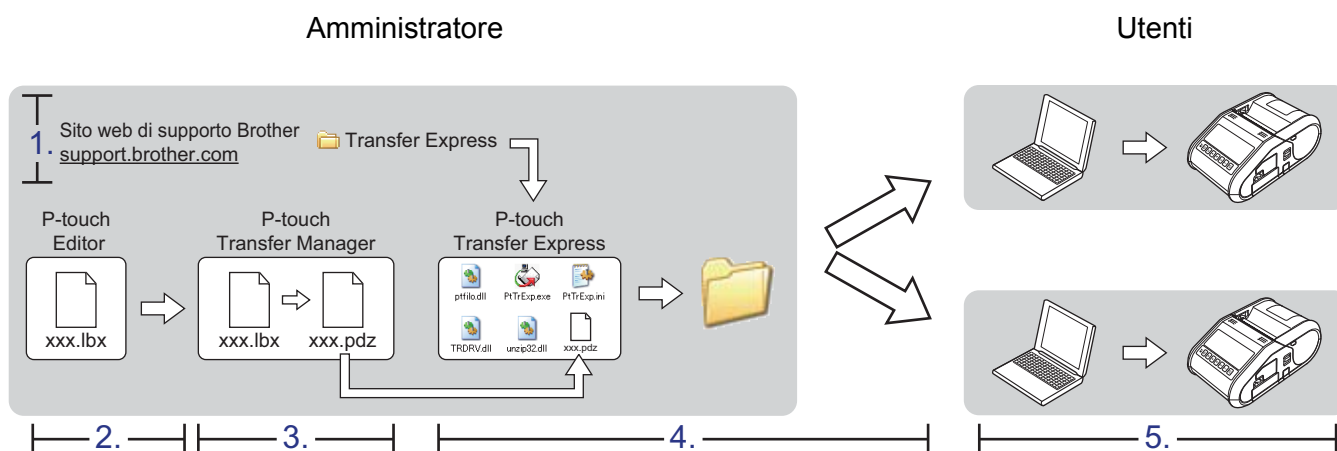 Amministratore
Utenti
1.
Sito web di supporto Brother
support.brother.com
Transfer Express
P-touch
Editor
xxx.lbx
P-touch
Transfer Manager
xxx.lbx
xxx.pdz
P-touch
Transfer Express
ptfilo.dll
PtTrExp.exe
PtTrExp.ini
TRDRV.dll
unzip32.dll
xxx.pdz
2.
3.
4.
5.